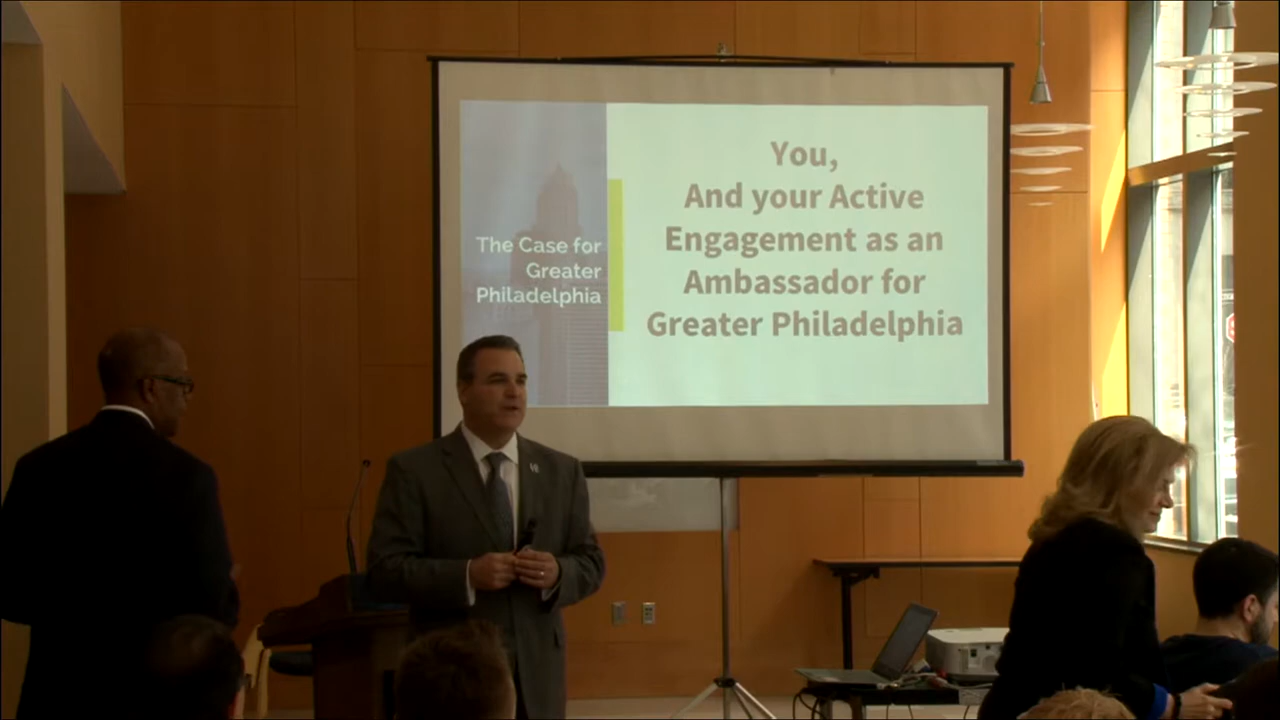 The Case for
Greater
Philadelphia
You,
And your Active
Engagement as an
Ambassador for
Greater Philadelphia